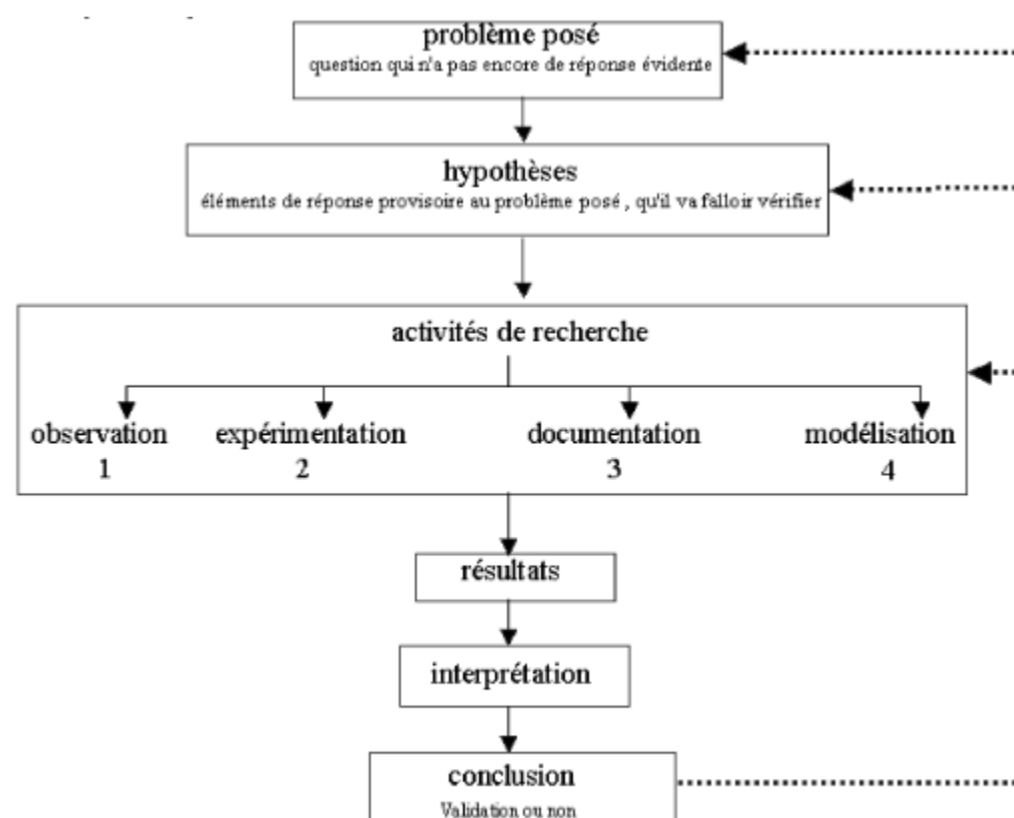 problème posé
question qui n'a pas encore de réponse évidente
hypothèses
éléments de réponse provisoire au problème posé , qu'il va falloir vérifier
activités de recherche
observation expérimentation documentation modélisation
1 2 3 4
résultats
interprétation
conclusion
Validation ou non